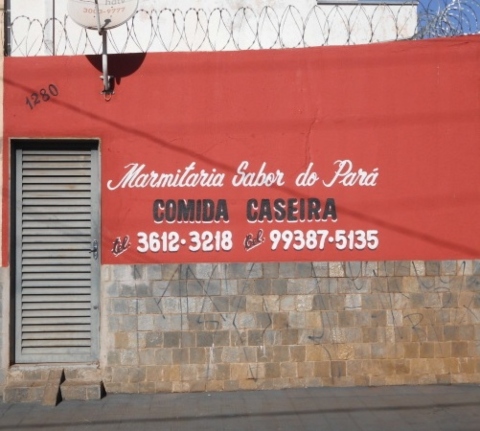 1280
Marmitaria Sabor do Pará
COMIDA CASEIRA
tel. 3612-3218 Cel. 99387-5135